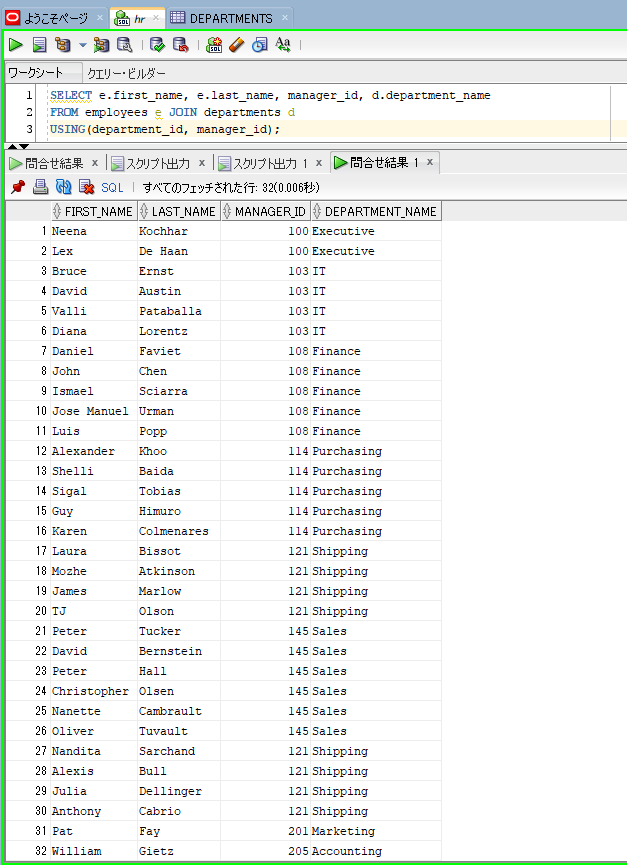 ようこそページ hr DEPARTMENTS
ワークシート クエリー・ビルダー
1 SELECT e.first_name, e.last_name, manager_id, d.department_name
2 FROM employees e JOIN departments d
3 USING(department_id, manager_id);
問合せ結果 スクリプト出力 スクリプト出力 1 問合せ結果 1
SQL すべてのフェッチされた行: 32(0.006秒)
FIRST_NAME LAST_NAME MANAGER_ID DEPARTMENT_NAME
1 Neena Kochhar 100 Executive
2 Lex De Haan 100 Executive
3 Bruce Ernst 103 IT
4 David Austin 103 IT
5 Valli Pataballa 103 IT
6 Diana Lorentz 103 IT
7 Daniel Faviet 108 Finance
8 John Chen 108 Finance
9 Ismael Sciarra 108 Finance
10 Jose Manuel Urman 108 Finance
11 Luis Popp 108 Finance
12 Alexander Khoo 114 Purchasing
13 Shelli Baida 114 Purchasing
14 Sigal Tobias 114 Purchasing
15 Guy Himuro 114 Purchasing
16 Karen Colmenares 114 Purchasing
17 Laura Bissot 121 Shipping
18 Mozhe Atkinson 121 Shipping
19 James Marlow 121 Shipping
20 TJ Olson 121 Shipping
21 Peter Tucker 145 Sales
22 David Bernstein 145 Sales
23 Peter Hall 145 Sales
24 Christopher Olsen 145 Sales
25 Nanette Cambrault 145 Sales
26 Oliver Tuvault 145 Sales
27 Nandita Sarchand 121 Shipping
28 Alexis Bull 121 Shipping
29 Julia Dellinger 121 Shipping
30 Anthony Cabrio 121 Shipping
31 Pat Fay 201 Marketing
32 William Gietz 205 Accounting